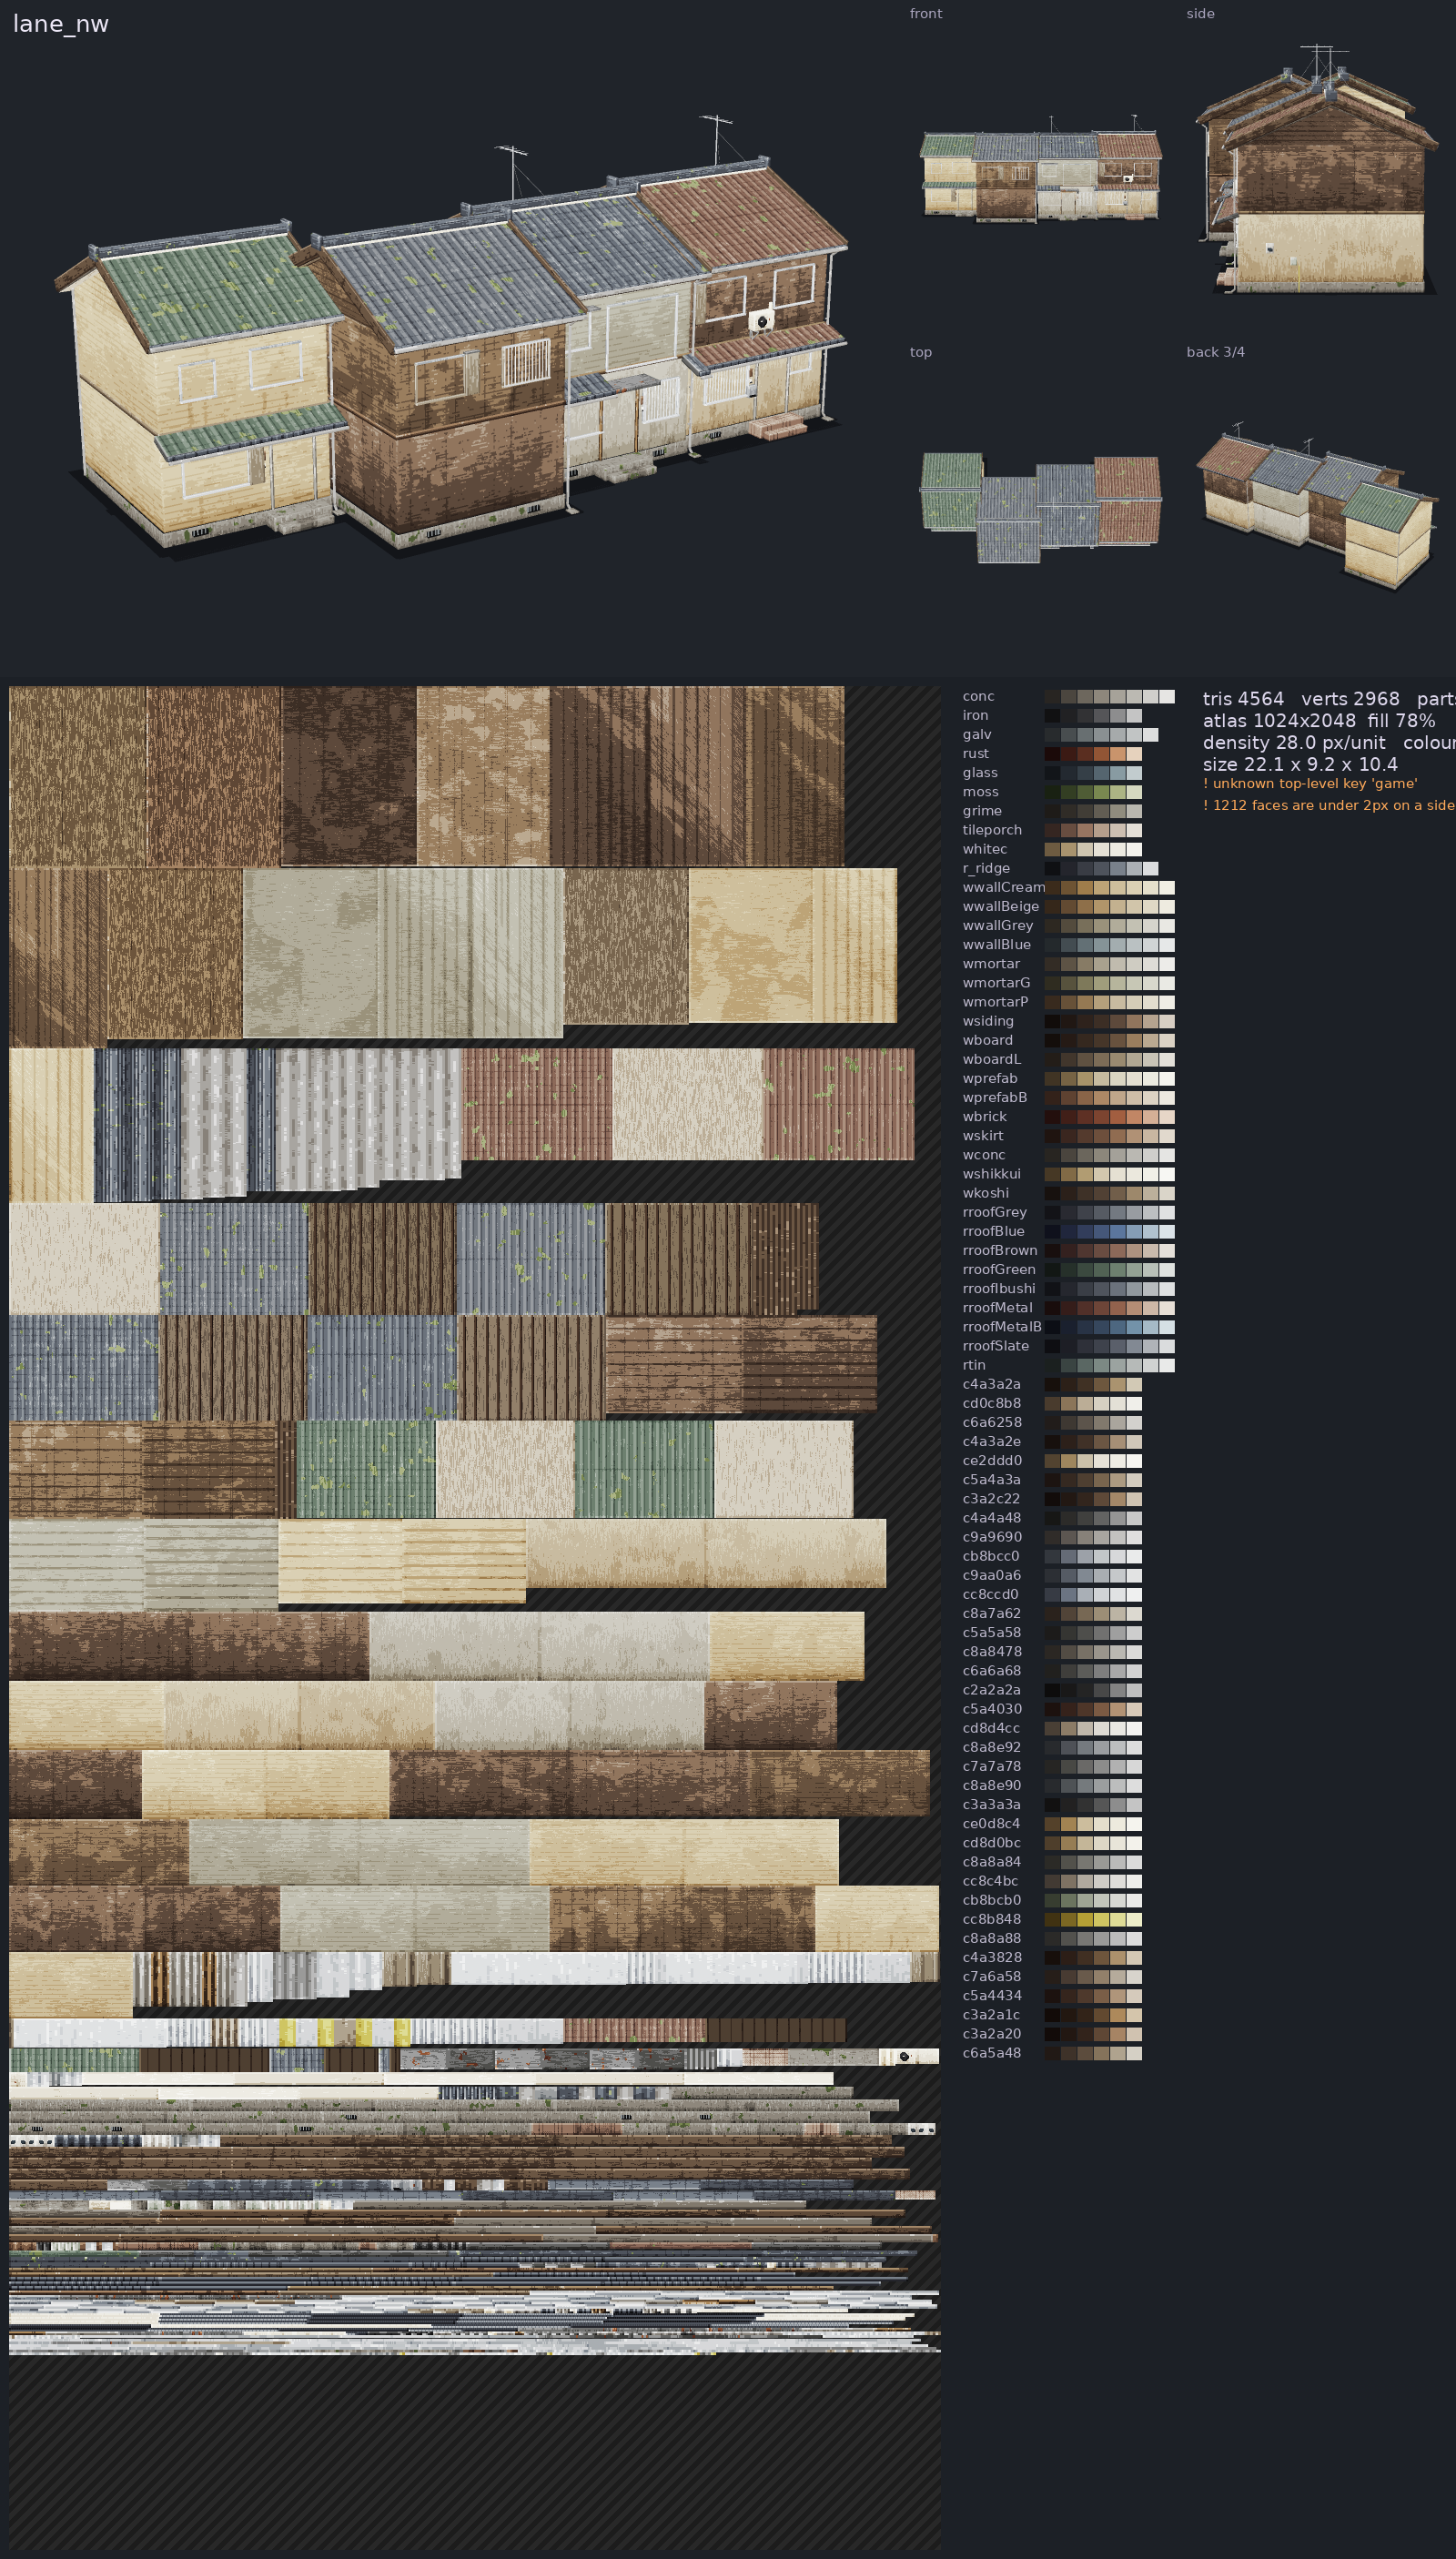 lane_nw
front
side
top
back 3/4
conc
iron
galv
rust
glass
moss
grime
tileporch
whitec
r_ridge
wwallCream
wwallBeige
wwallGrey
wwallBlue
wmortar
wmortarG
wmortarP
wsiding
wboard
wboardL
wprefab
wprefabB
wbrick
wskirt
wconc
wshikkui
wkoshi
rroofGrey
rroofBlue
rroofBrown
rroofGreen
rroofIbushi
rroofMetal
rroofMetalB
rroofSlate
rtin
c4a3a2a
cd0c8b8
c6a6258
c4a3a2e
ce2ddd0
c5a4a3a
c3a2c22
c4a4a48
c9a9690
cb8bcc0
c9aa0a6
cc8ccd0
c8a7a62
c5a5a58
c8a8478
c6a6a68
c2a2a2a
c5a4030
cd8d4cc
c8a8e92
c7a7a78
c8a8e90
c3a3a3a
ce0d8c4
cd8d0bc
c8a8a84
cc8c4bc
cb8bcb0
cc8b848
c8a8a88
c4a3828
c7a6a58
c5a4434
c3a2a1c
c3a2a20
c6a5a48
tris 4564 verts 2968 parts
atlas 1024x2048 fill 78%
density 28.0 px/unit colour
size 22.1 x 9.2 x 10.4
! unknown top-level key 'game'
! 1212 faces are under 2px on a side